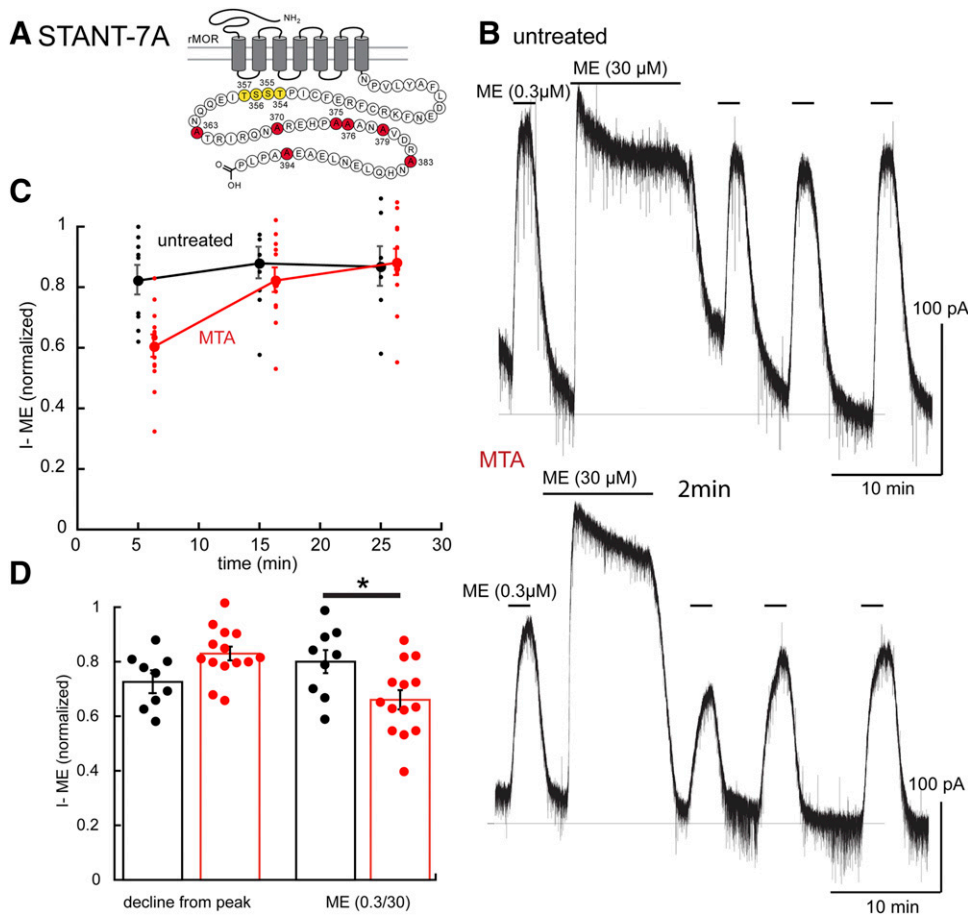 A STANT-7A
NH2
rMOR
NPVLYAFLD
357 355
NQQEITSSTPICFERFCRKFNE
356 354
363 370 375
ATRIRQNAREHPAANAVDR
376 379
383
PLPAAEAELNELQHNA
394
OH
B untreated
ME (30 µM)
ME (0.3µM)
100 pA
10 min
MTA
ME (30 µM) 2min
ME (0.3µM)
100 pA
10 min
C
I- ME (normalized)
1
0.8
0.6
0.4
0.2
0
untreated
MTA
0 5 10 15 20 25 30
time (min)
D
I- ME (normalized)
1
0.8
0.6
0.4
0.2
0
*
decline from peak ME (0.3/30)